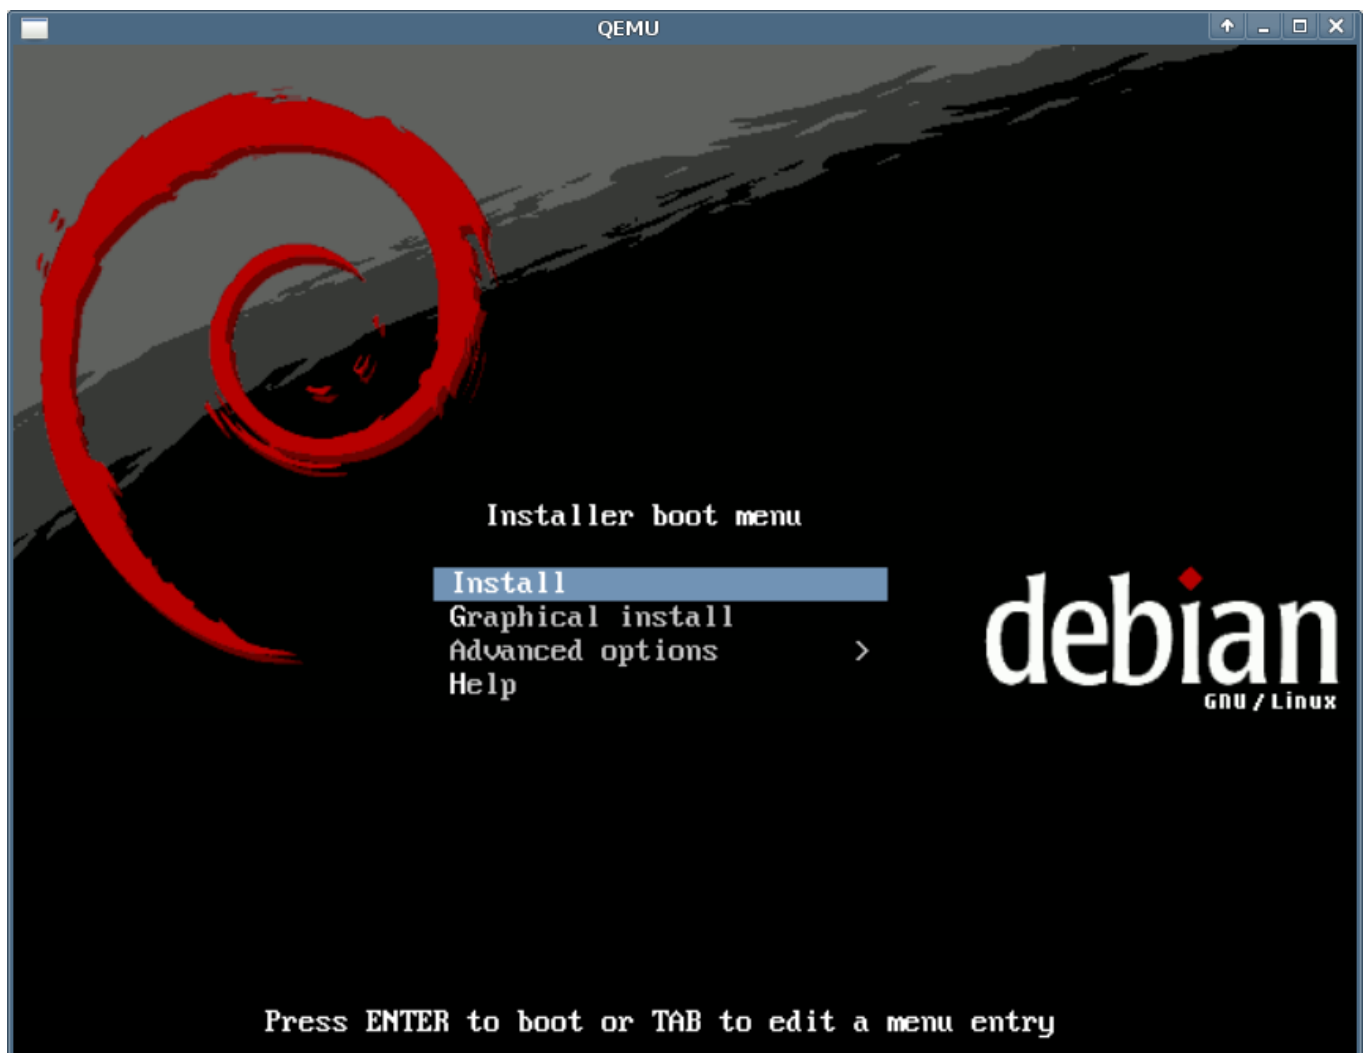 QEMU
Installer boot menu
Install
Graphical install
Advanced options >
Help
debian
GNU / Linux
Press ENTER to boot or TAB to edit a menu entry